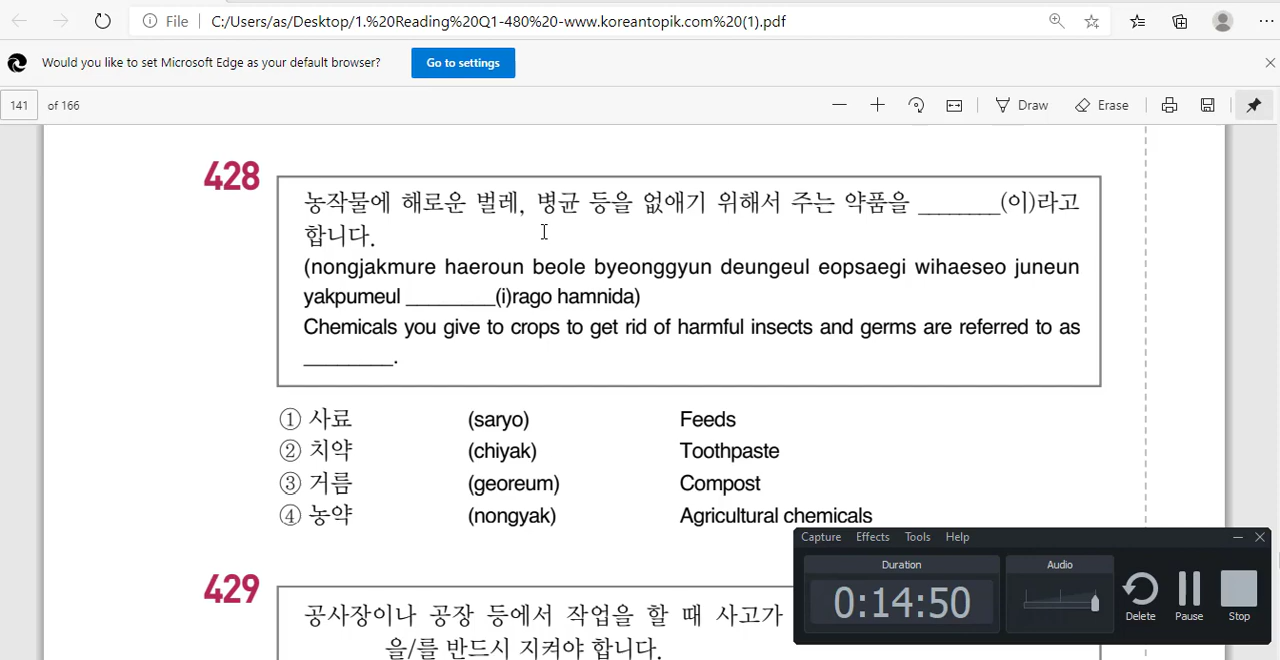 File C:/Users/as/Desktop/1.%20Reading%20Q1-480%20-www.koreantopik.com%20(1).pdf
Would you like to set Microsoft Edge as your default browser? Go to settings
141 of 166 Draw Erase
428
농작물에 해로운 벌레, 병균 등을 없애기 위해서 주는 약품을 ________(이)라고
합니다.
(nongjakmure haeroun beole byeonggyun deungeul eopsaegi wihaeseo juneun
yakpumeul ________(i)rago hamnida)
Chemicals you give to crops to get rid of harmful insects and germs are referred to as
________.
① 사료 (saryo) Feeds
② 치약 (chiyak) Toothpaste
③ 거름 (georeum) Compost
④ 농약 (nongyak) Agricultural chemicals
429
공사장이나 공장 등에서 작업을 할 때 사고가
을/를 반드시 지켜야 합니다.
Capture Effects Tools Help
Duration Audio
0:14:50
Delete Pause Stop